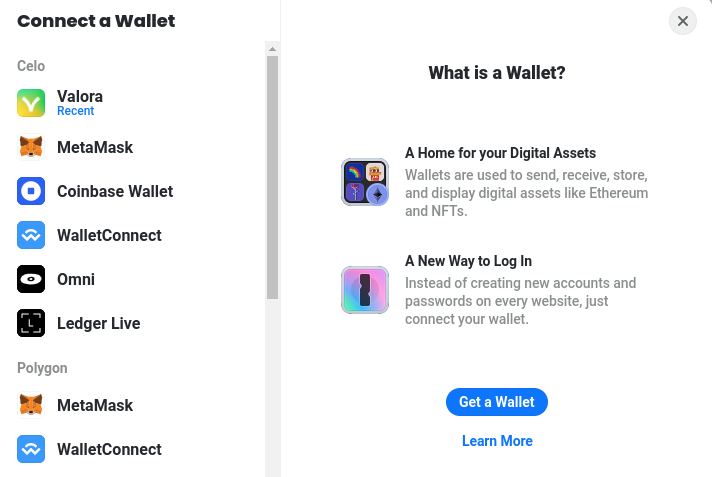 Connect a Wallet
Celo
Valora
Recent
MetaMask
Coinbase Wallet
WalletConnect
Omni
Ledger Live
Polygon
MetaMask
WalletConnect
What is a Wallet?
A Home for your Digital Assets
Wallets are used to send, receive, store,
and display digital assets like Ethereum
and NFTs.
A New Way to Log In
Instead of creating new accounts and
passwords on every website, just
connect your wallet.
Get a Wallet
Learn More